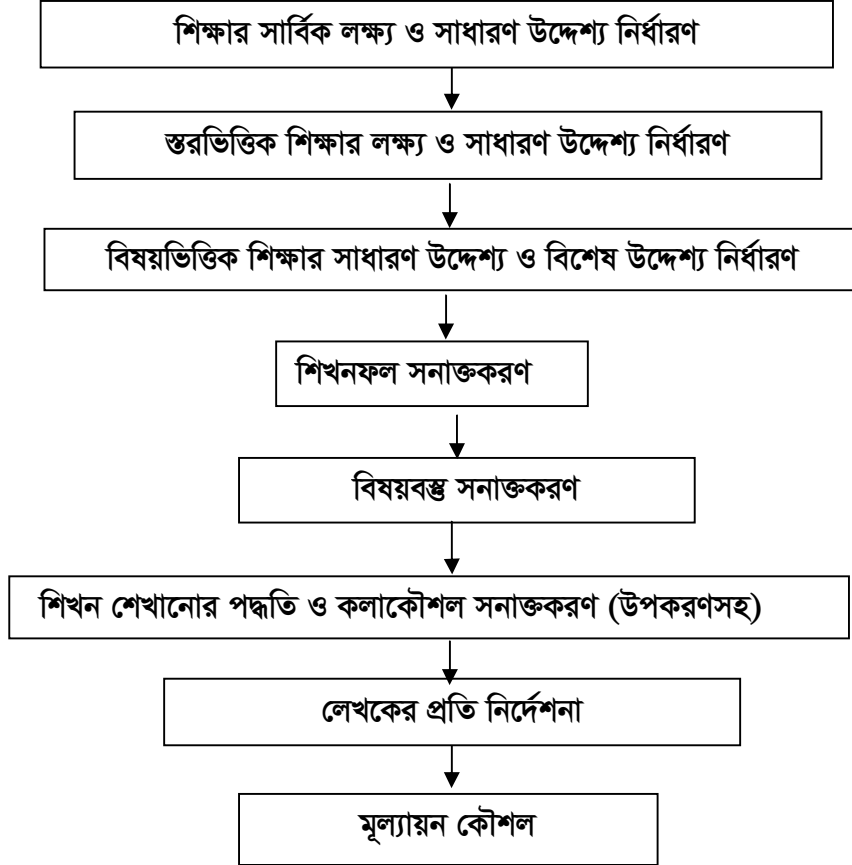 শিক্ষার সার্বিক লক্ষ্য ও সাধারণ উদ্দেশ্য নির্ধারণ
স্তরভিত্তিক শিক্ষার লক্ষ্য ও সাধারণ উদ্দেশ্য নির্ধারণ
বিষয়ভিত্তিক শিক্ষার সাধারণ উদ্দেশ্য ও বিশেষ উদ্দেশ্য নির্ধারণ
শিখনফল সনাক্তকরণ
বিষয়বস্তু সনাক্তকরণ
শিখন শেখানোর পদ্ধতি ও কলাকৌশল সনাক্তকরণ (উপকরণসহ)
লেখকের প্রতি নির্দেশনা
মূল্যায়ন কৌশল